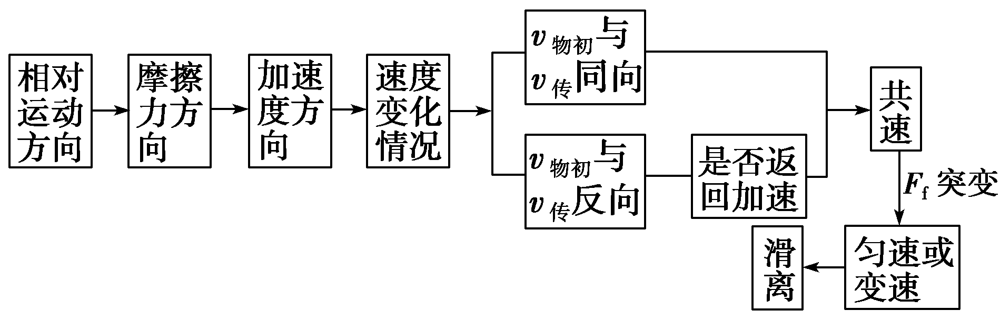 相对
运动
方向
摩擦
力方
向
加速
度方
向
速度
变化
情况
v物初与
v传同向
v物初与
v传反向
是否返
回加速
共
速
Ff 突变
匀速或
变速
滑
离